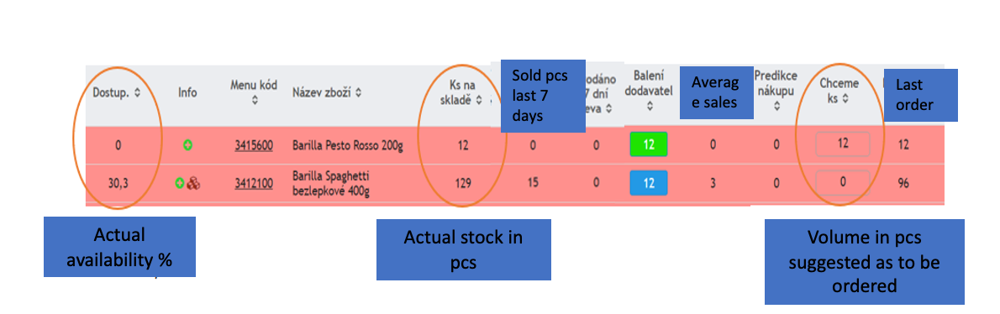 Dostup.
Info
Menu kód
Název zboží
Ks na
skladě
Sold pcs
last 7
days
odáno
7 dní
eva
Balení
dodavatel
Averag
e sales
Predikce
nákupu
Chceme
ks
Last
order
0
3415600
Barilla Pesto Rosso 200g
12
0
0
12
0
0
12
12
30,3
3412100
Barilla Spaghetti
bezlepkové 400g
129
15
0
12
3
0
0
96
Actual
availability %
Actual stock in
pcs
Volume in pcs
suggested as to be
ordered